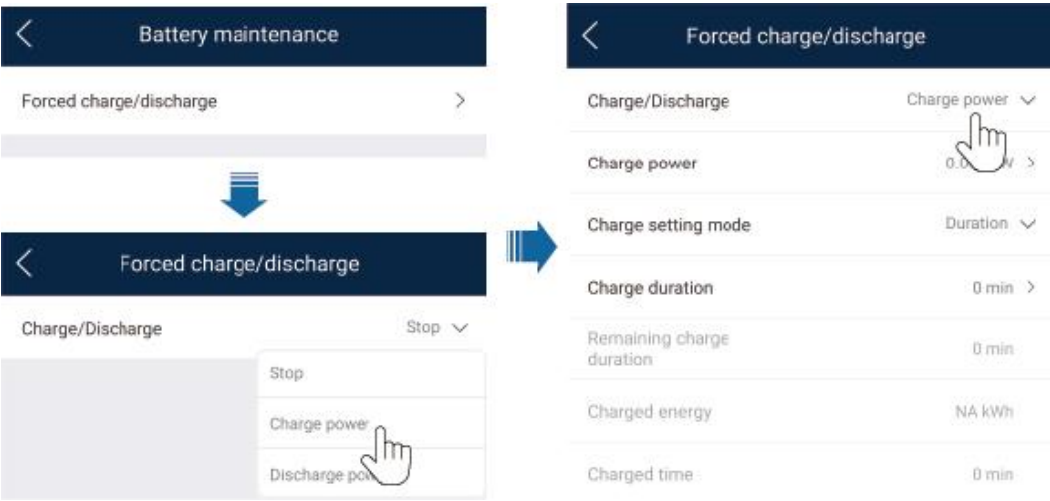 Battery maintenance
Forced charge/discharge
Forced charge/discharge
Charge/Discharge Stop
Stop
Charge power
Discharge
Forced charge/discharge
Charge/Discharge Charge power
Charge power
Charge setting mode Duration
Charge duration 0 min
Remaining charge
duration 0 min
Charged energy NA kWh
Charged time 0 min